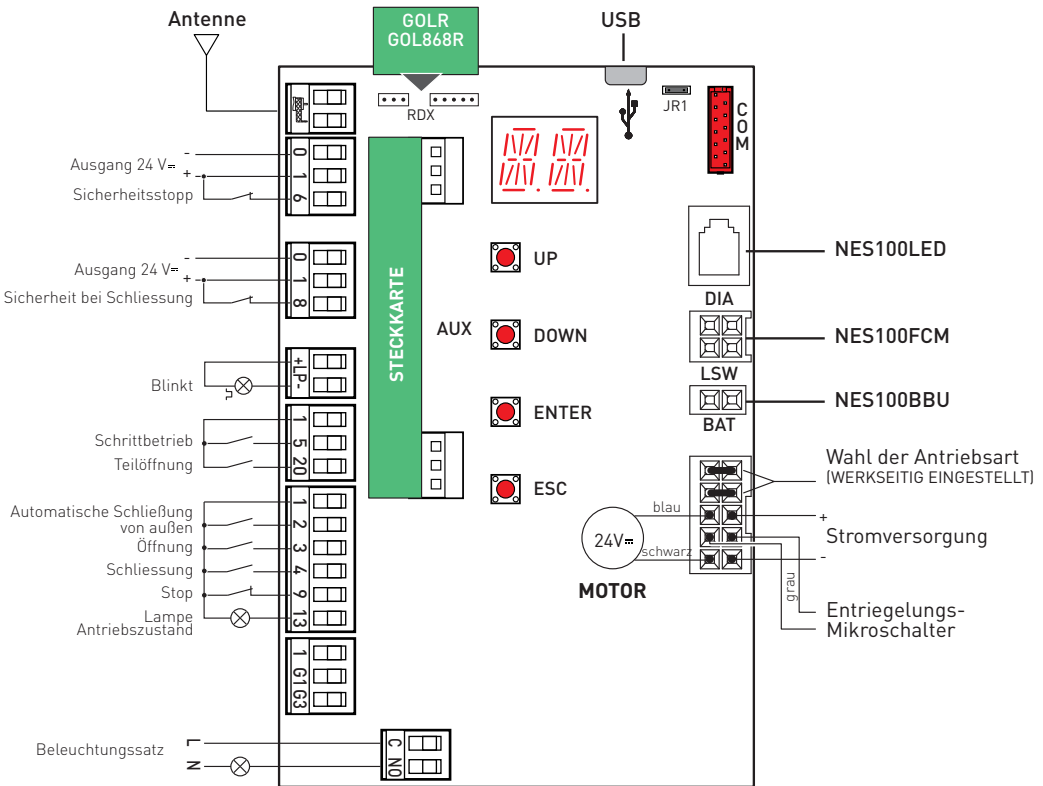 Antenne
GOLR
GOL868R
USB
RDX
JR1
COM
Ausgang 24 V
-
+
Sicherheitsstopp
0
1
6
Ausgang 24 V
-
+
Sicherheit bei Schliessung
0
1
8
STECKKARTE
AUX
UP
DOWN
ENTER
ESC
NES100LED
DIA
NES100FCM
LSW
NES100BBU
BAT
Blinkt
+LP-
Schrittbetrieb
Teilöffnung
1
5
20
Automatische Schließung
von außen
Öffnung
Schliessung
Stop
Lampe
Antriebszustand
1
2
3
4
9
13
1
G1
G3
Wahl der Antriebsart
(WERKSEITIG EINGESTELLT)
blau
24V
schwarz
MOTOR
grau
+
Stromversorgung
-
Entriegelungs-
Mikroschalter
Beleuchtungssatz
L
N
C
NO